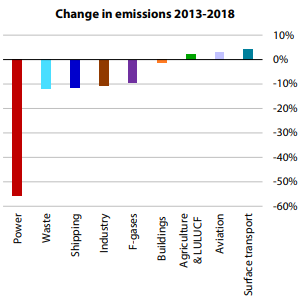 Change in emissions 2013-2018
10%
0%
-10%
-20%
-30%
-40%
-50%
-60%
Power
Waste
Shipping
Industry
F-gases
Buildings
Agriculture
& LULUCF
Aviation
Surface transport